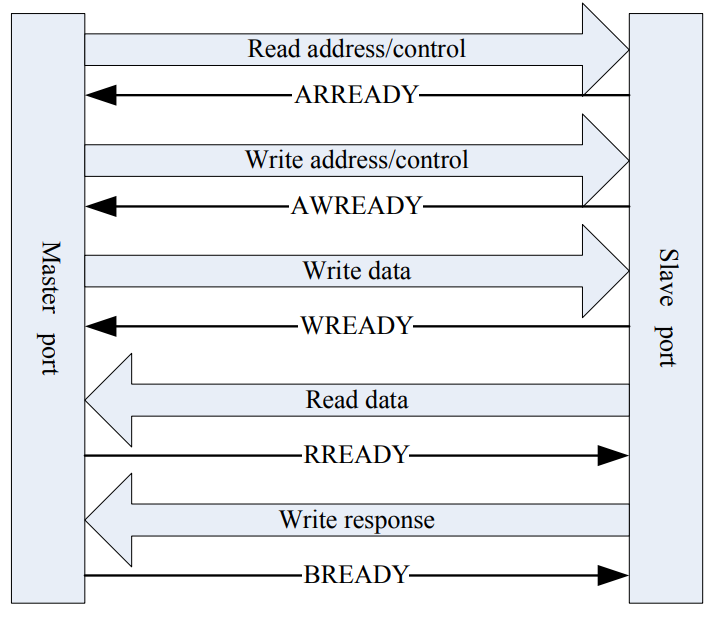 Read address/control
ARREADY
Write address/control
AWREADY
Write data
WREADY
Read data
RREADY
Write response
BREADY
Master port
Slave port